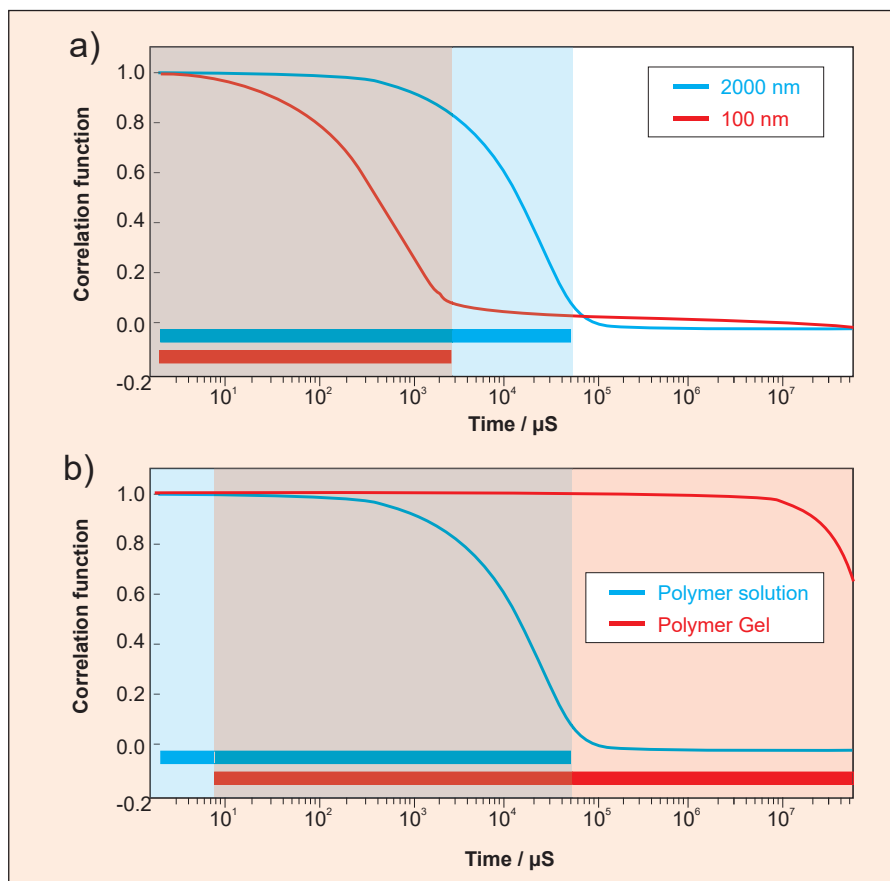 a)
Correlation function
1.0
0.8
0.6
0.4
0.2
0.0
-0.2
2000 nm
100 nm
10¹ 10² 10³ 10⁴ 10⁵ 10⁶ 10⁷
Time / µS
b)
Correlation function
1.0
0.8
0.6
0.4
0.2
0.0
-0.2
Polymer solution
Polymer Gel
10¹ 10² 10³ 10⁴ 10⁵ 10⁶ 10⁷
Time / µS